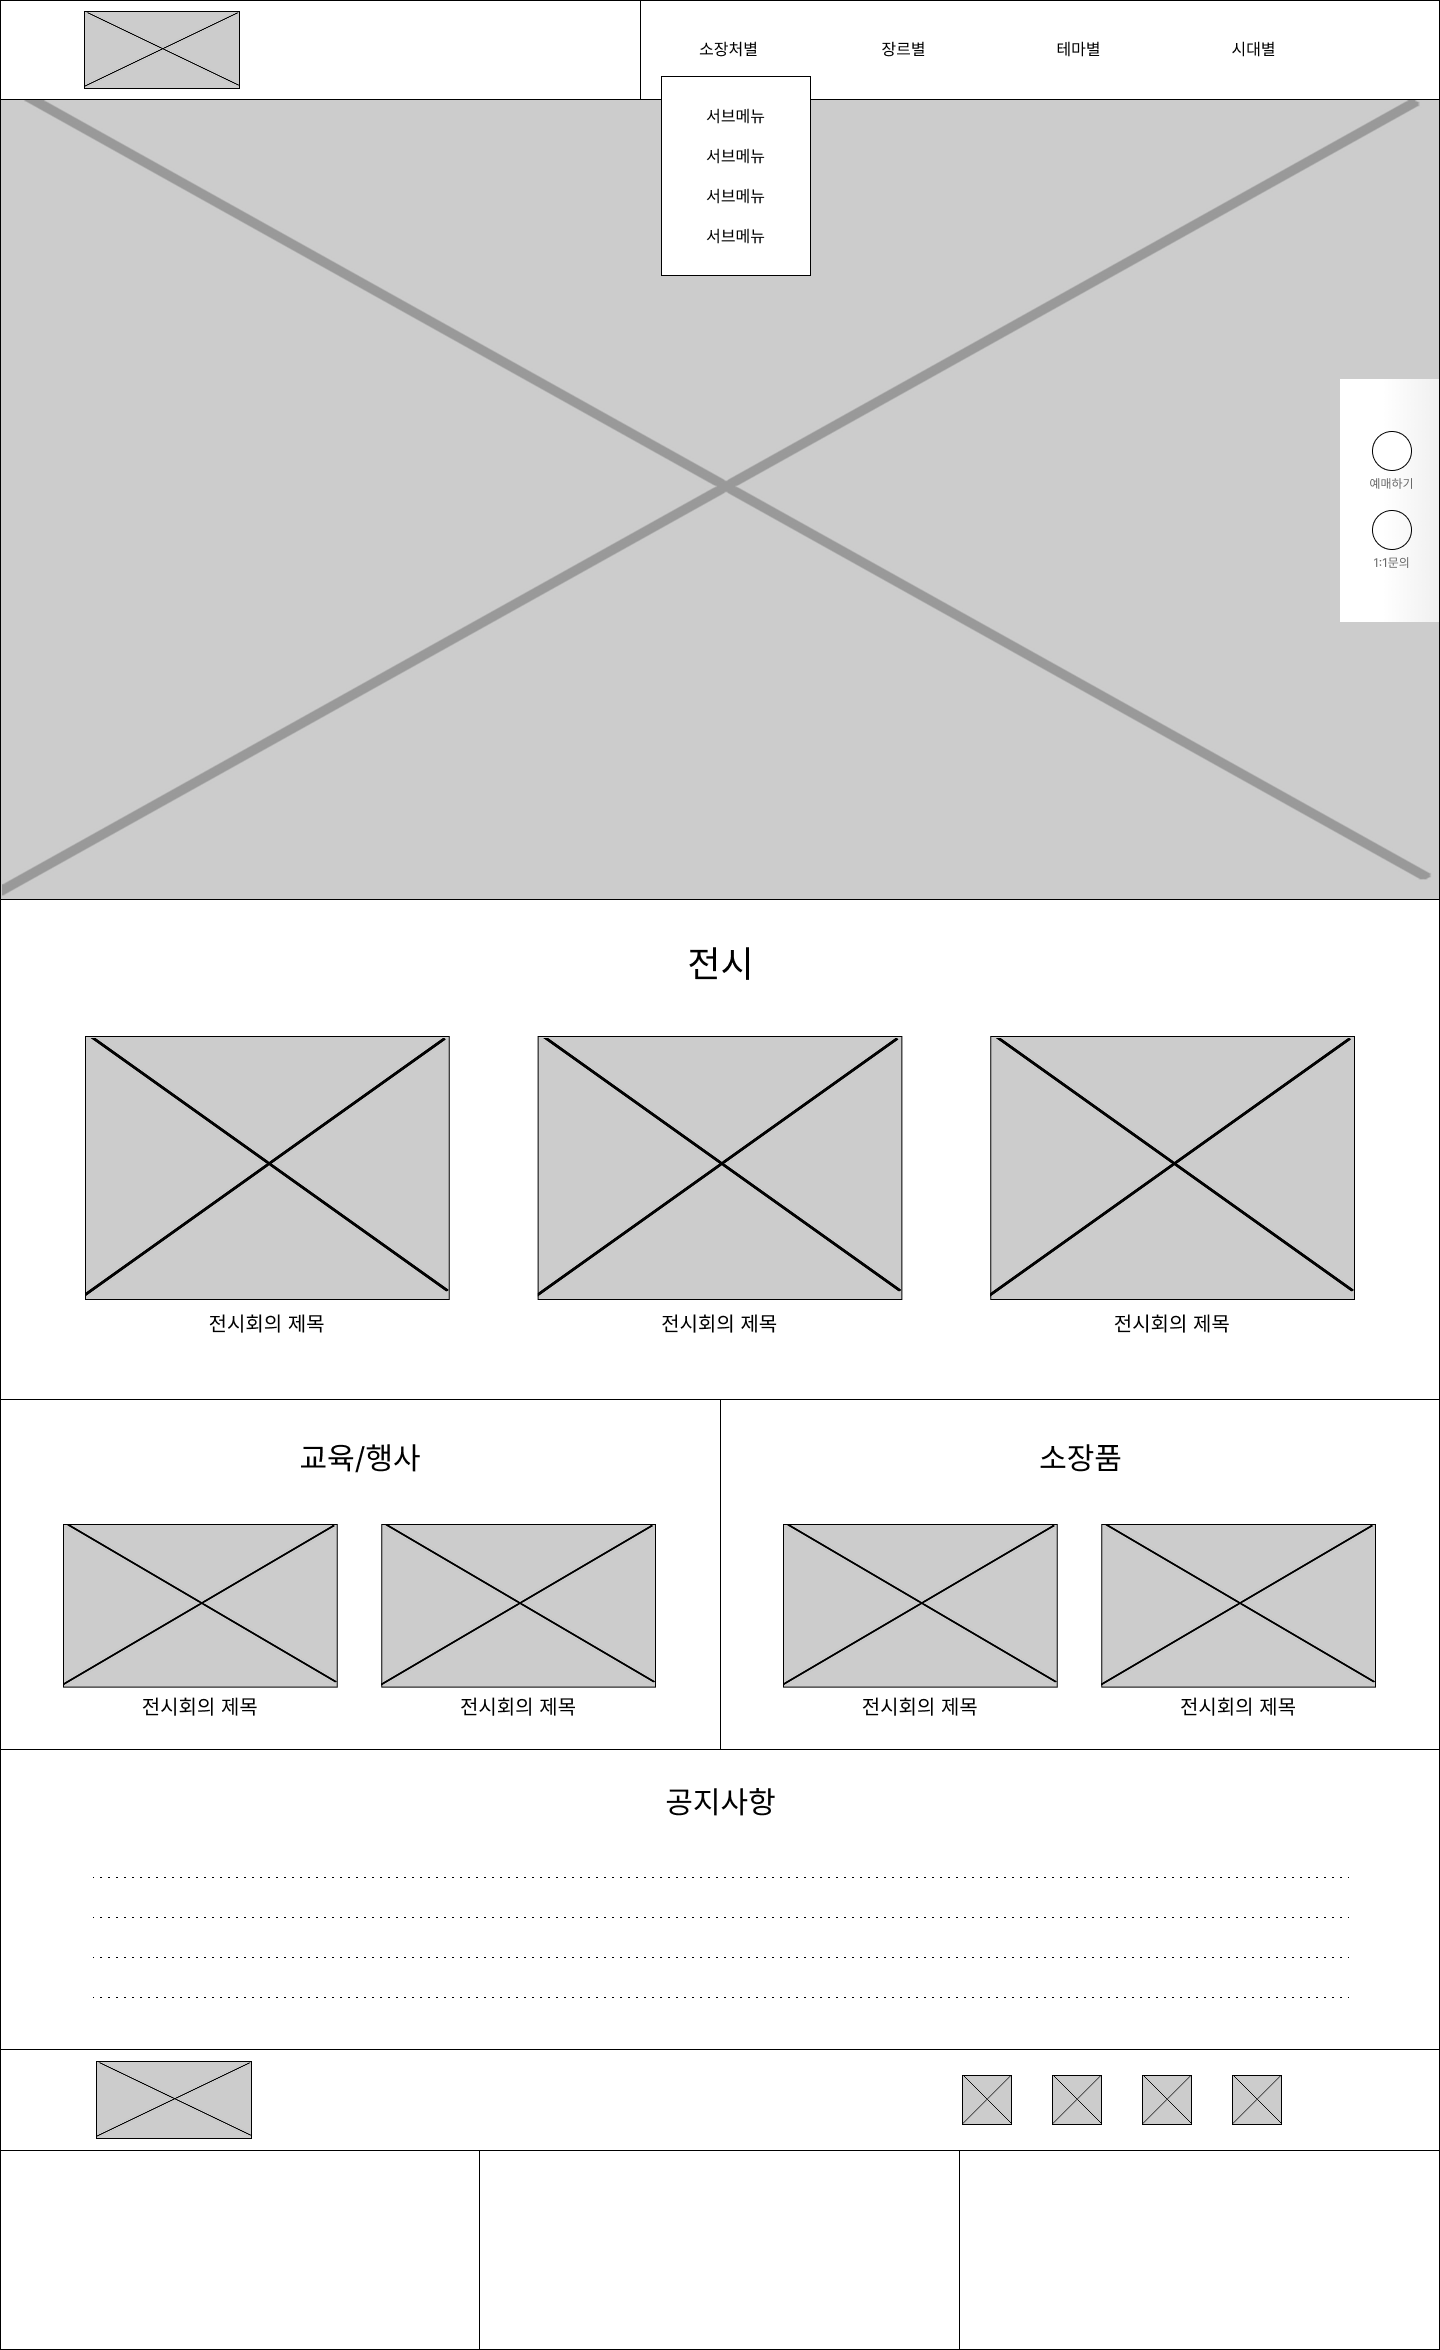 소장처별 장르별 테마별 시대별
서브메뉴
서브메뉴
서브메뉴
서브메뉴
예매하기
1:1문의
전시
전시회의 제목 전시회의 제목 전시회의 제목
교육/행사
전시회의 제목 전시회의 제목
소장품
전시회의 제목 전시회의 제목
공지사항